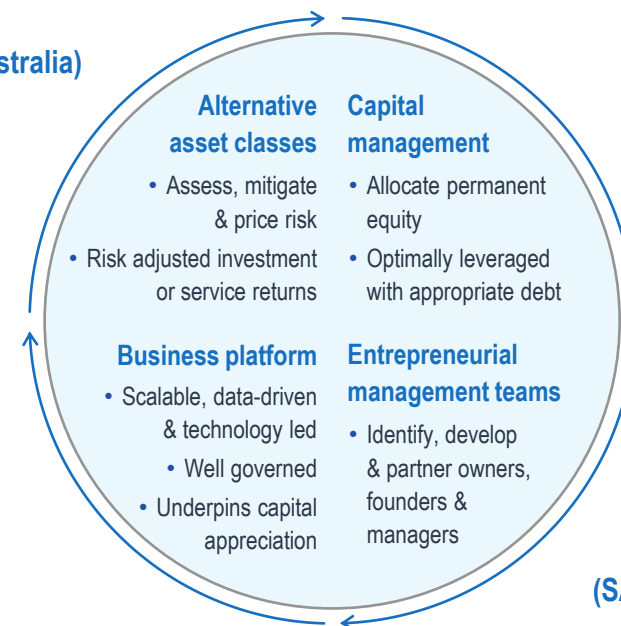 stralia)
Alternative
asset classes
• Assess, mitigate
& price risk
• Risk adjusted investment
or service returns
Capital
management
• Allocate permanent
equity
• Optimally leveraged
with appropriate debt
Business platform
• Scalable, data-driven
& technology led
• Well governed
• Underpins capital
appreciation
Entrepreneurial
management teams
• Identify, develop
& partner owners,
founders &
managers
(SA